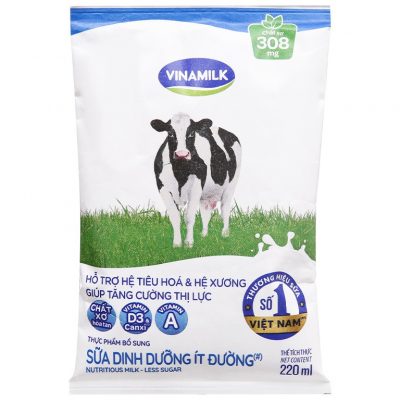 Chất xơ
308
mg
VINAMILK
HỖ TRỢ HỆ TIÊU HOÁ & HỆ XƯƠNG
GIÚP TĂNG CƯỜNG THỊ LỰC
CHẤT
XƠ
hòa tan
VITAMIN
D3
Canxi
VITAMIN
A
THƯƠNG HIỆU SỮA
SỐ 1
VIỆT NAM
THỰC PHẨM BỔ SUNG
SỮA DINH DƯỠNG ÍT ĐƯỜNG(#)
NUTRITIOUS MILK - LESS SUGAR
THỂ TÍCH THỰC
NET CONTENT
220 ml